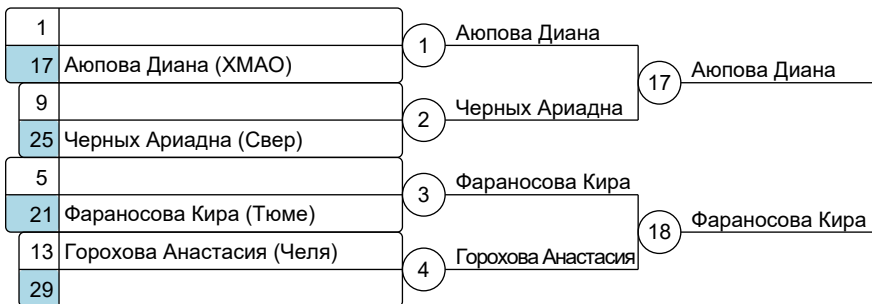 1
17 Аюпова Диана (ХМАО)
1
Аюпова Диана
9
25 Черных Ариадна (Свер)
2
Черных Ариадна
17
Аюпова Диана
5
21 Фараносова Кира (Тюме)
3
Фараносова Кира
13 Горохова Анастасия (Челя)
29
4
Горохова Анастасия
18
Фараносова Кира